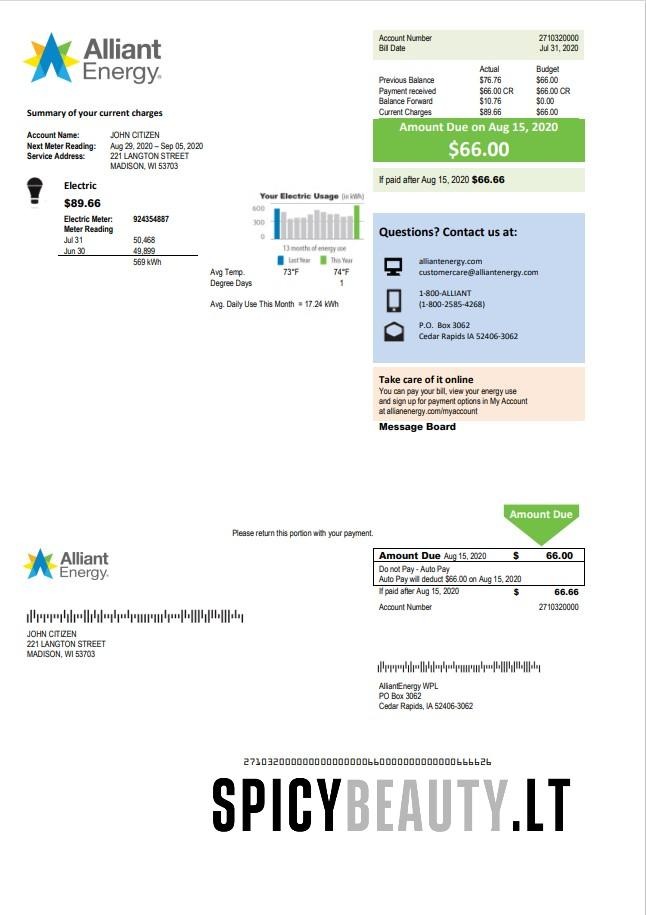 Alliant
Energy®
Account Number 2710320000
Bill Date Jul 31, 2020
Actual Budget
Previous Balance $76.76 $66.00
Payment received $66.00 CR $66.00 CR
Balance Forward $10.76 $0.00
Current Charges $89.66 $66.00
Amount Due on Aug 15, 2020
$66.00
If paid after Aug 15, 2020 $66.66
Summary of your current charges
Account Name: JOHN CITIZEN
Next Meter Reading: Aug 29, 2020 – Sep 05, 2020
Service Address: 221 LANGTON STREET
MADISON, WI 53703
Electric
$89.66
Electric Meter: 924354887
Meter Reading
Jul 31 50,468
Jun 30 49,899
569 kWh
Your Electric Usage (in kWh)
600
300
0
13 months of energy use
Last Year This Year
Avg Temp. 73°F 74°F
Degree Days 1
Avg. Daily Use This Month = 17.24 kWh
Questions? Contact us at:
alliantenergy.com
customercare@alliantenergy.com
1-800-ALLIANT
(1-800-2585-4268)
P.O. Box 3062
Cedar Rapids IA 52406-3062
Take care of it online
You can pay your bill, view your energy use
and sign up for payment options in My Account
at allianenergy.com/myaccount
Message Board
Amount Due
Please return this portion with your payment.
Alliant
Energy®
Amount Due Aug 15, 2020 $ 66.00
Do not Pay - Auto Pay
Auto Pay will deduct $66.00 on Aug 15, 2020
If paid after Aug 15, 2020 $ 66.66
Account Number 2710320000
JOHN CITIZEN
221 LANGTON STREET
MADISON, WI 53703
AlliantEnergy WPL
PO Box 3062
Cedar Rapids, IA 52406-3062
SPICYBEAUTY.LT